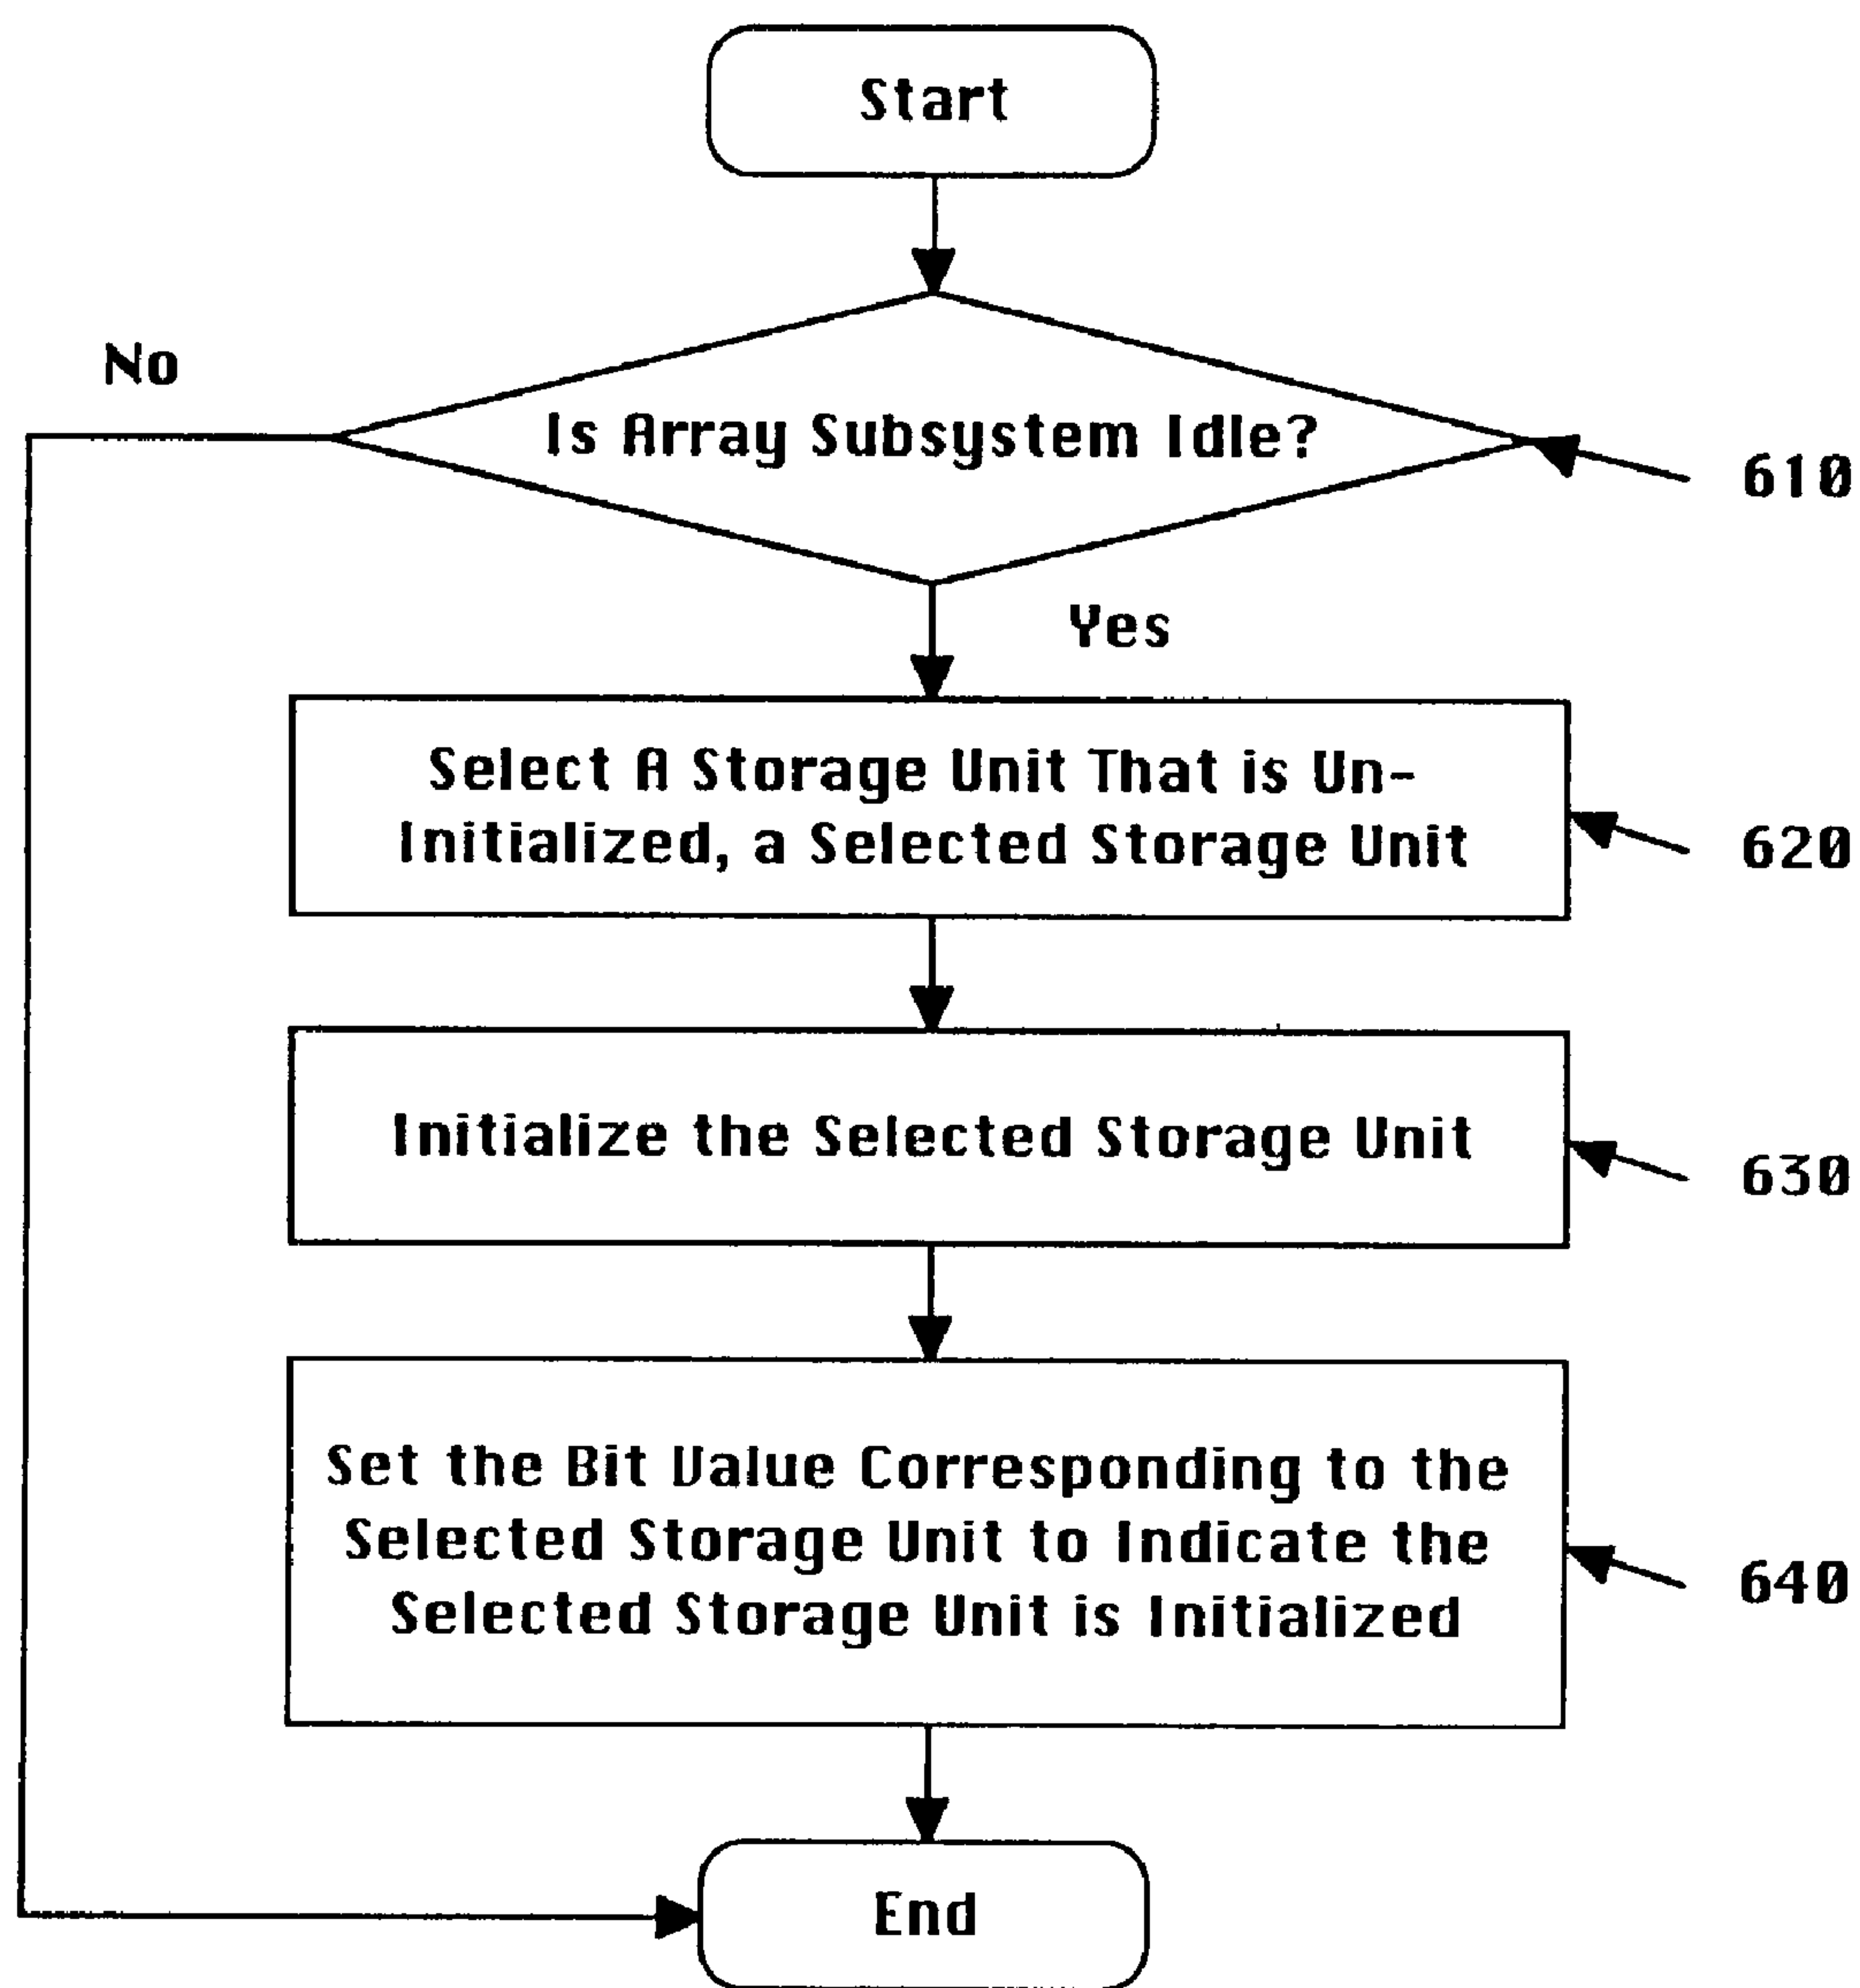 Start
No
Is Array Subsystem Idle?
610
Yes
Select A Storage Unit That is Un-
Initialized, a Selected Storage Unit
620
Initialize the Selected Storage Unit
630
Set the Bit Value Corresponding to the
Selected Storage Unit to Indicate the
Selected Storage Unit is Initialized
640
End